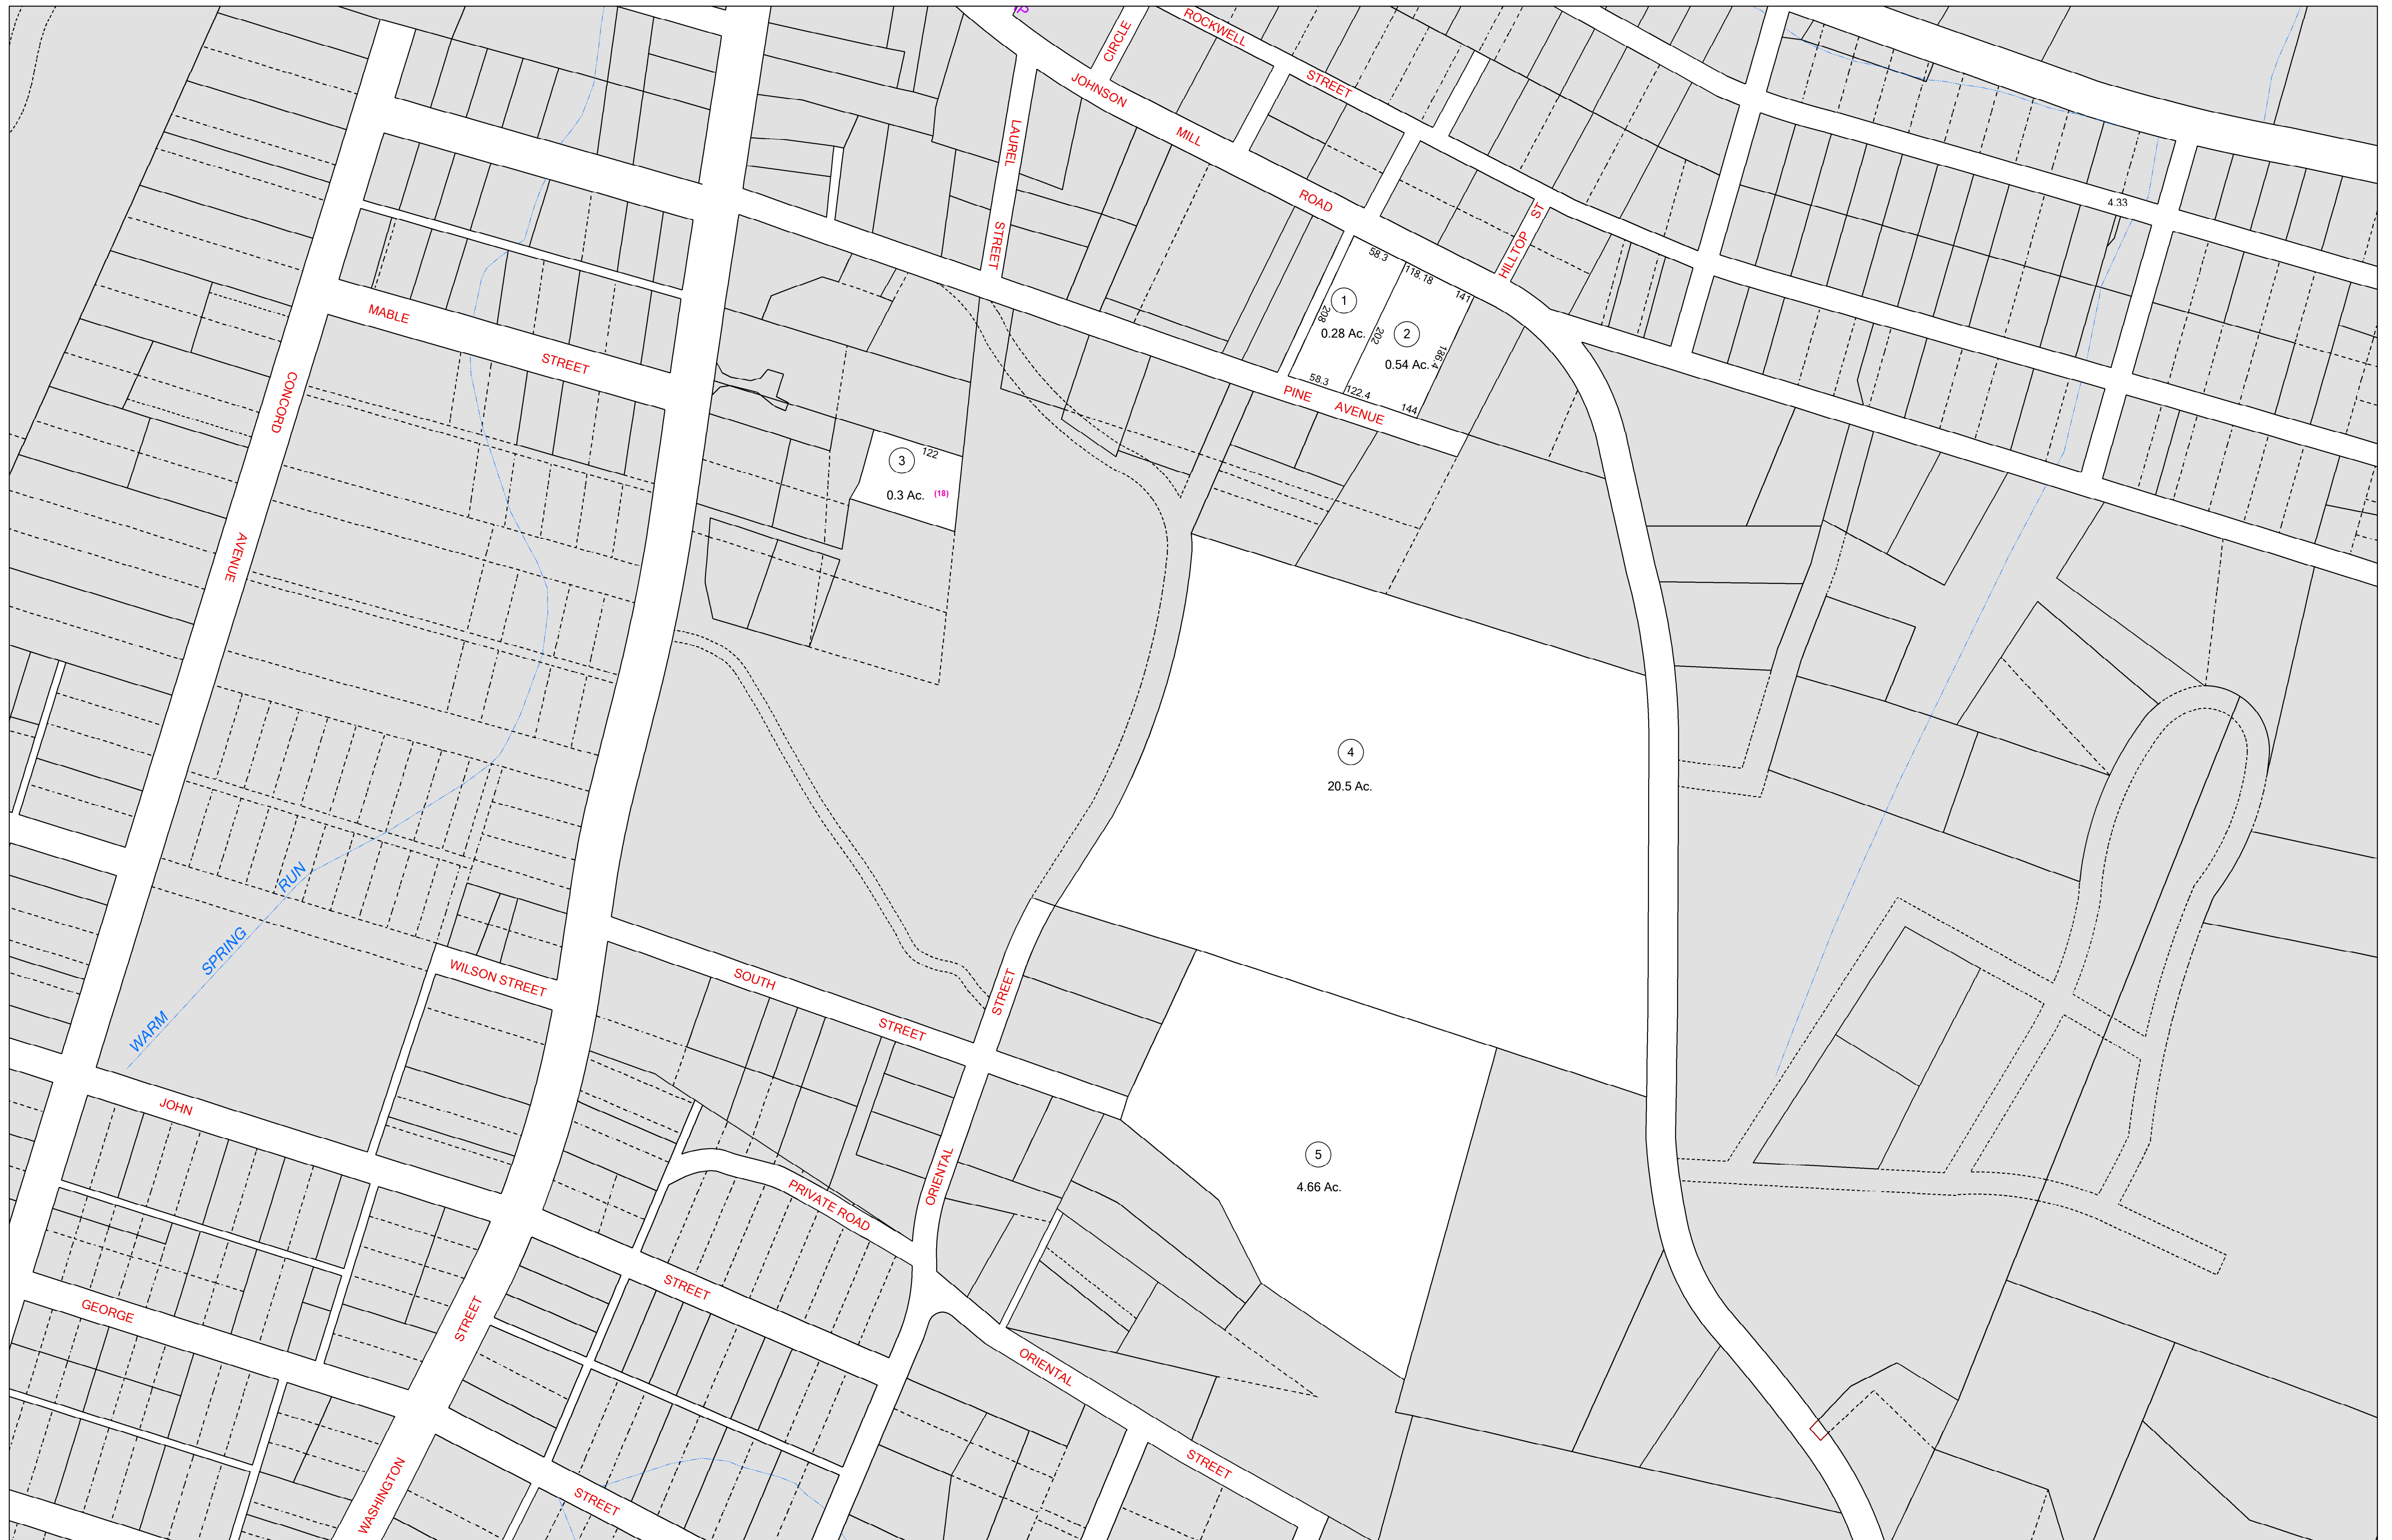 ROCKWELL
STREET
CIRCLE
JOHNSON
MILL
ROAD
LAUREL
STREET
HILLTOP ST
4.33
MABLE
STREET
58.3
118.18
141
1
208
0.28 Ac.
2
202
0.54 Ac.
186.4
58.3
122.4
144
PINE AVENUE
CONCORD
AVENUE
3
122
0.3 Ac.
(18)
4
20.5 Ac.
WARM SPRING RUN
WILSON STREET
SOUTH
STREET
STREET
ORIENTAL
JOHN
STREET
PRIVATE ROAD
5
4.66 Ac.
GEORGE
STREET
STREET
WASHINGTON
ORIENTAL
STREET